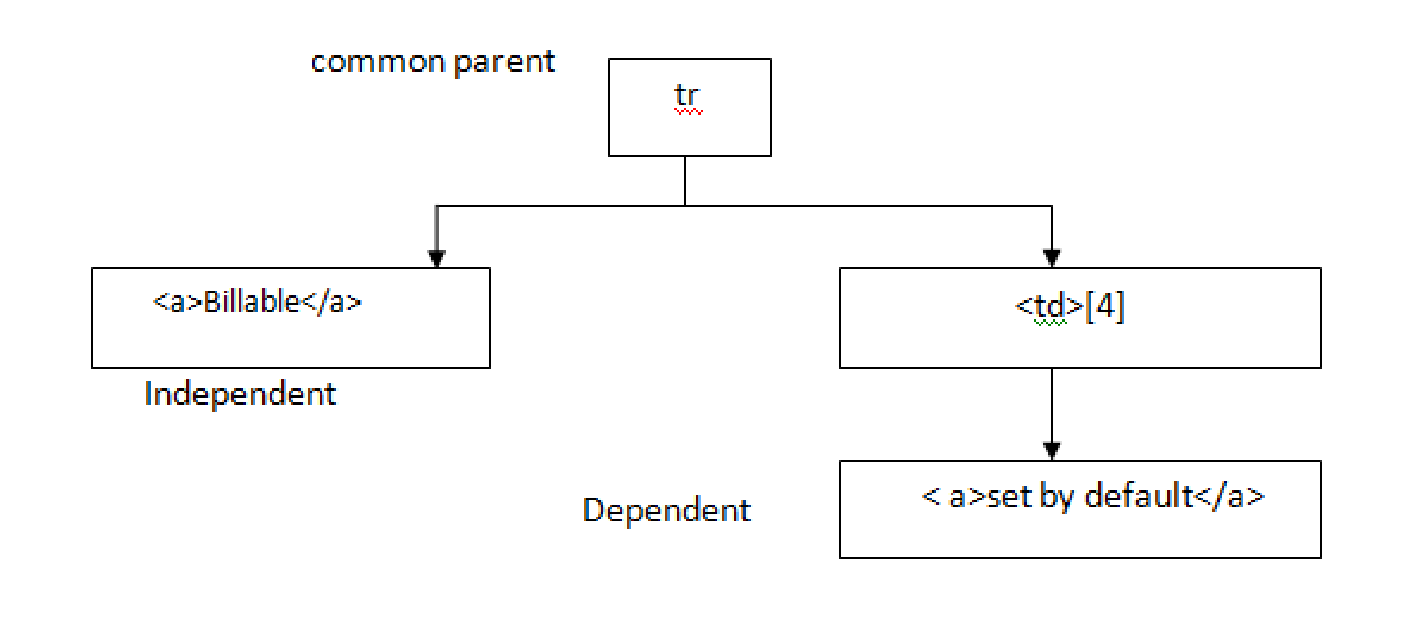 common parent
tr
<a>Billable</a>
<td>[4]
Independent
< a>set by default</a>
Dependent